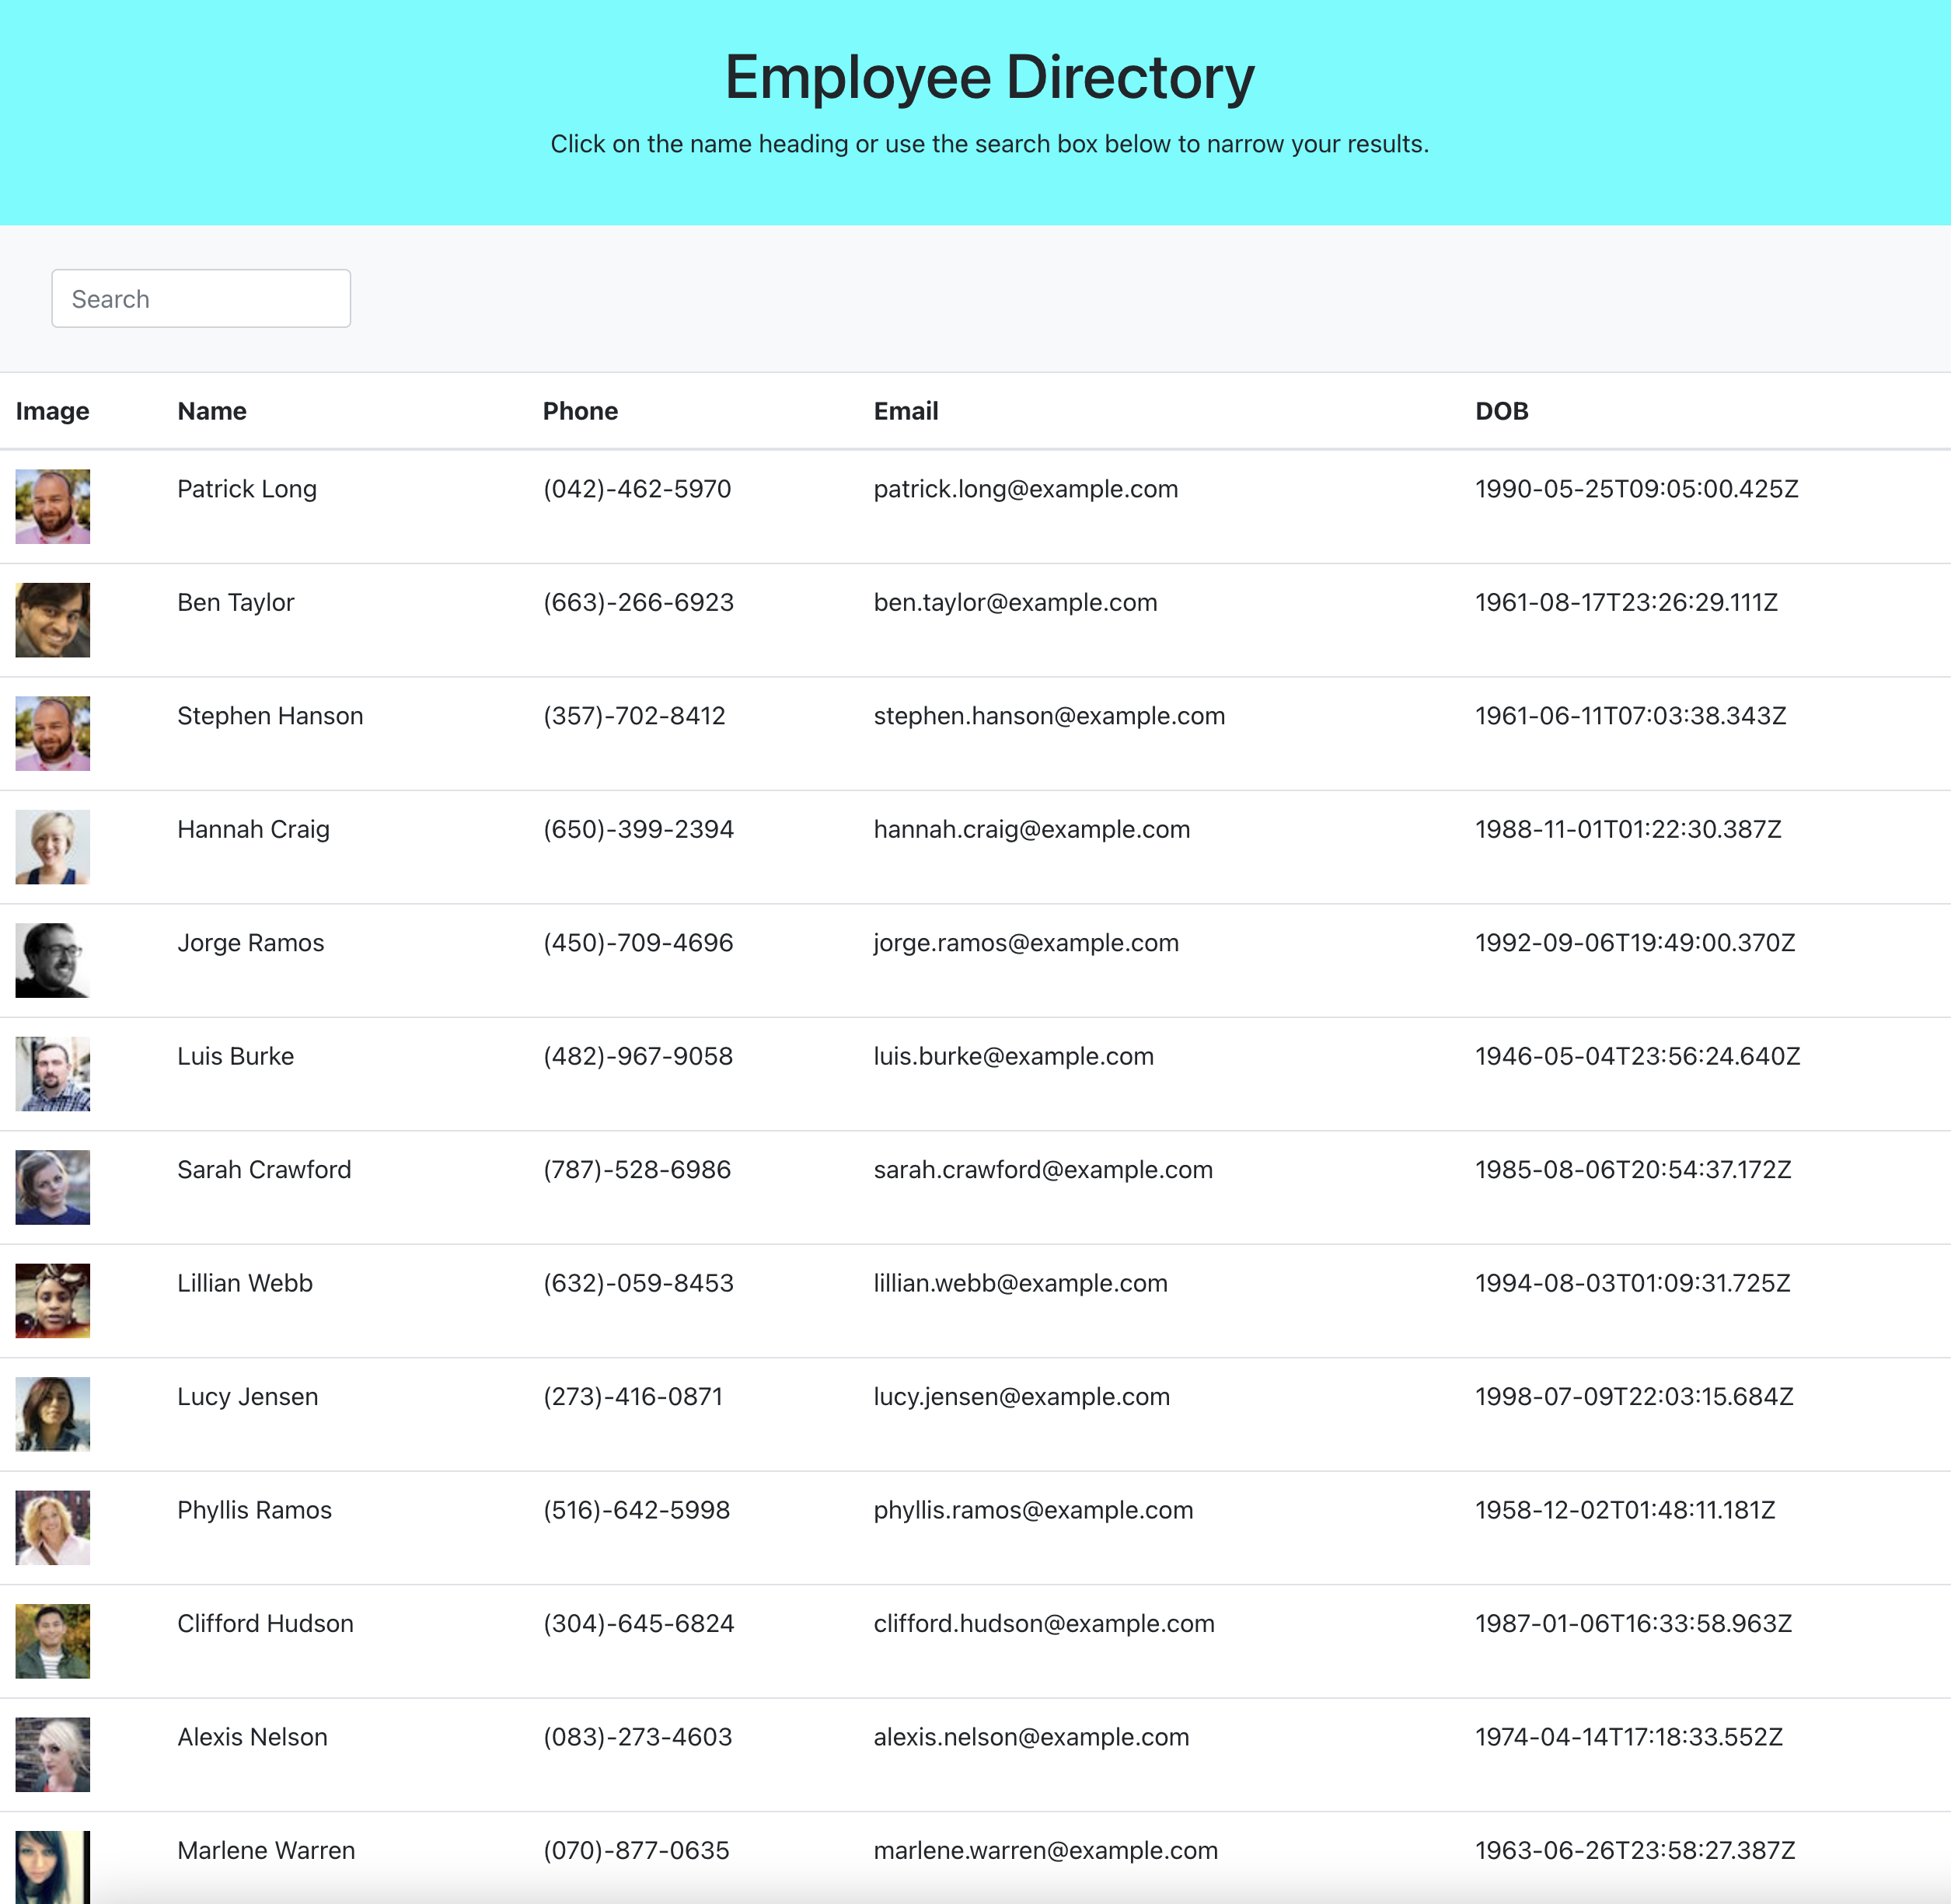 Employee Directory
Click on the name heading or use the search box below to narrow your results.
Search
Image Name Phone Email DOB
Patrick Long (042)-462-5970 patrick.long@example.com 1990-05-25T09:05:00.425Z
Ben Taylor (663)-266-6923 ben.taylor@example.com 1961-08-17T23:26:29.111Z
Stephen Hanson (357)-702-8412 stephen.hanson@example.com 1961-06-11T07:03:38.343Z
Hannah Craig (650)-399-2394 hannah.craig@example.com 1988-11-01T01:22:30.387Z
Jorge Ramos (450)-709-4696 jorge.ramos@example.com 1992-09-06T19:49:00.370Z
Luis Burke (482)-967-9058 luis.burke@example.com 1946-05-04T23:56:24.640Z
Sarah Crawford (787)-528-6986 sarah.crawford@example.com 1985-08-06T20:54:37.172Z
Lillian Webb (632)-059-8453 lillian.webb@example.com 1994-08-03T01:09:31.725Z
Lucy Jensen (273)-416-0871 lucy.jensen@example.com 1998-07-09T22:03:15.684Z
Phyllis Ramos (516)-642-5998 phyllis.ramos@example.com 1958-12-02T01:48:11.181Z
Clifford Hudson (304)-645-6824 clifford.hudson@example.com 1987-01-06T16:33:58.963Z
Alexis Nelson (083)-273-4603 alexis.nelson@example.com 1974-04-14T17:18:33.552Z
Marlene Warren (070)-877-0635 marlene.warren@example.com 1963-06-26T23:58:27.387Z